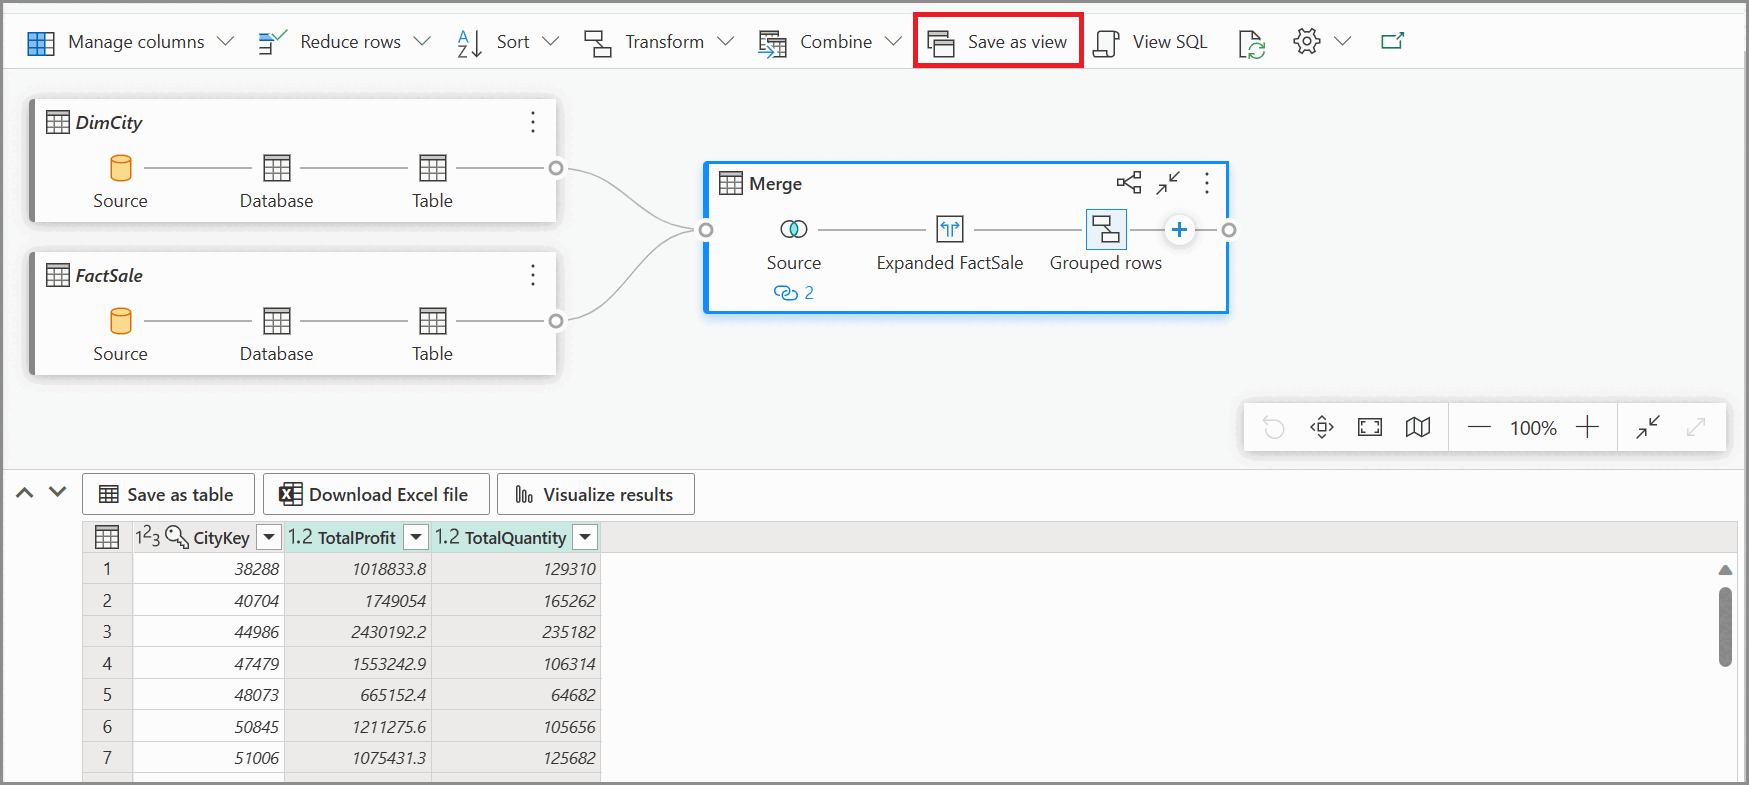 Manage columns Reduce rows Sort Transform Combine Save as view View SQL
DimCity
Source Database Table
FactSale
Source Database Table
Merge
Source Expanded FactSale Grouped rows
2
100%
Save as table Download Excel file Visualize results
123 CityKey 1.2 TotalProfit 1.2 TotalQuantity
1 38288 1018833.8 129310
2 40704 1749054 165262
3 44986 2430192.2 235182
4 47479 1553242.9 106314
5 48073 665152.4 64682
6 50845 1211275.6 105656
7 51006 1075431.3 125682